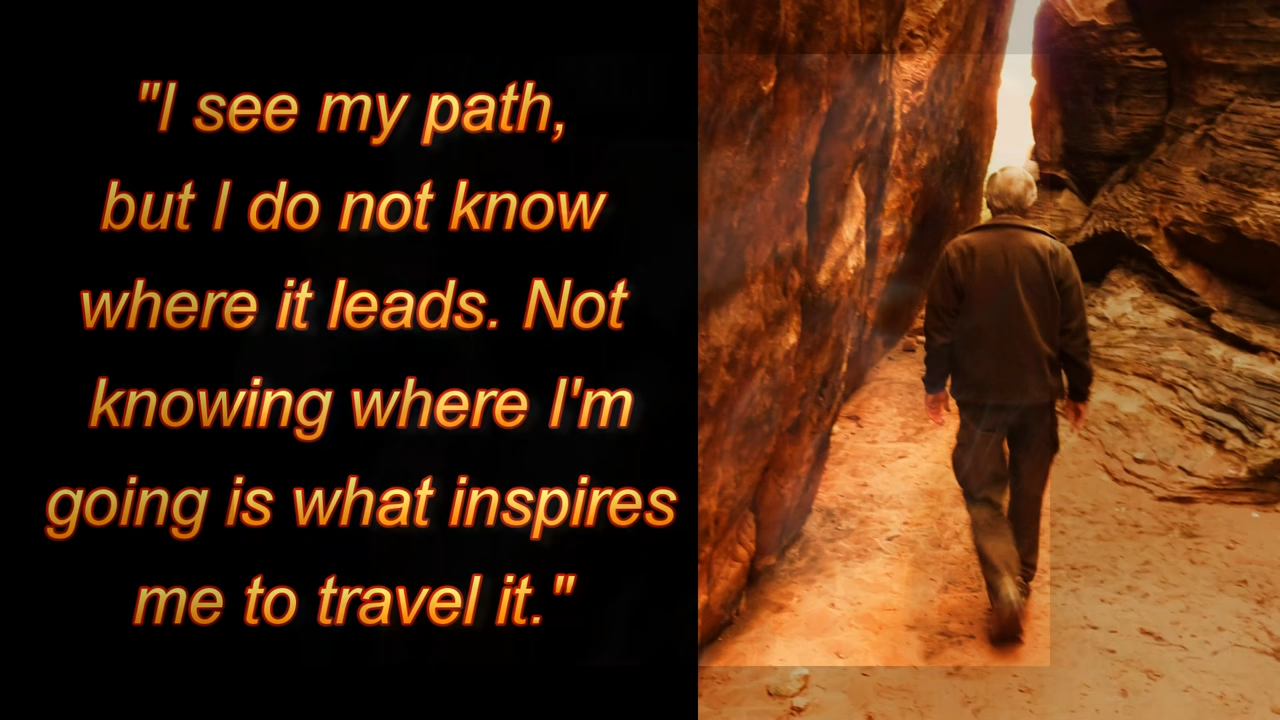 "I see my path,
but I do not know
where it leads. Not
knowing where I'm
going is what inspires
me to travel it."